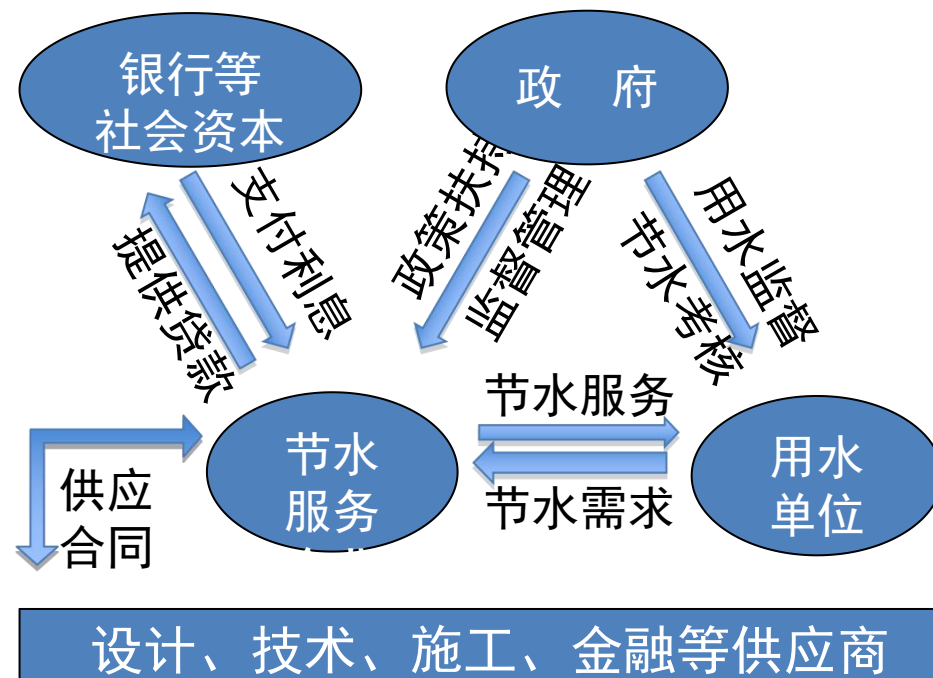 银行等
社会资本
政 府
支付利息
提供贷款
政策扶
监督管理
用水监督
节水考核
节水服务
节水需求
节水
服务
用水
单位
供应
合同
设计、技术、施工、金融等供应商